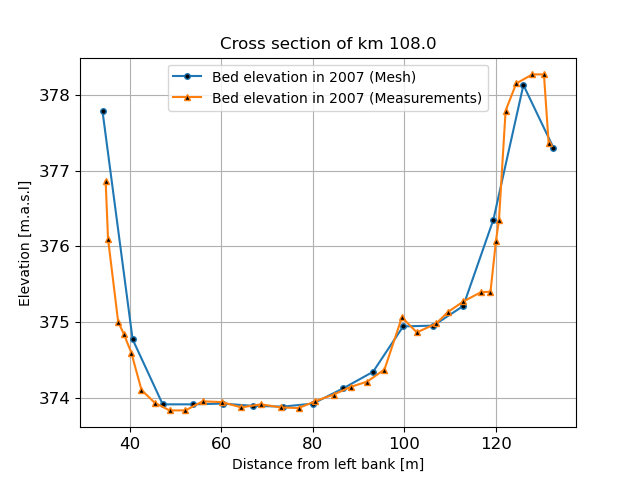 Cross section of km 108.0
Bed elevation in 2007 (Mesh)
Bed elevation in 2007 (Measurements)
378
377
376
375
374
Elevation [m.a.s.l]
40 60 80 100 120
Distance from left bank [m]